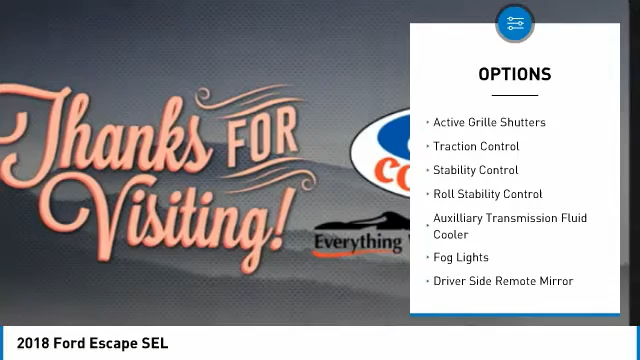 Thanks FOR
Visiting!
Everything
OPTIONS
Active Grille Shutters
Traction Control
Stability Control
Roll Stability Control
Auxilliary Transmission Fluid
Cooler
Fog Lights
Driver Side Remote Mirror
2018 Ford Escape SEL